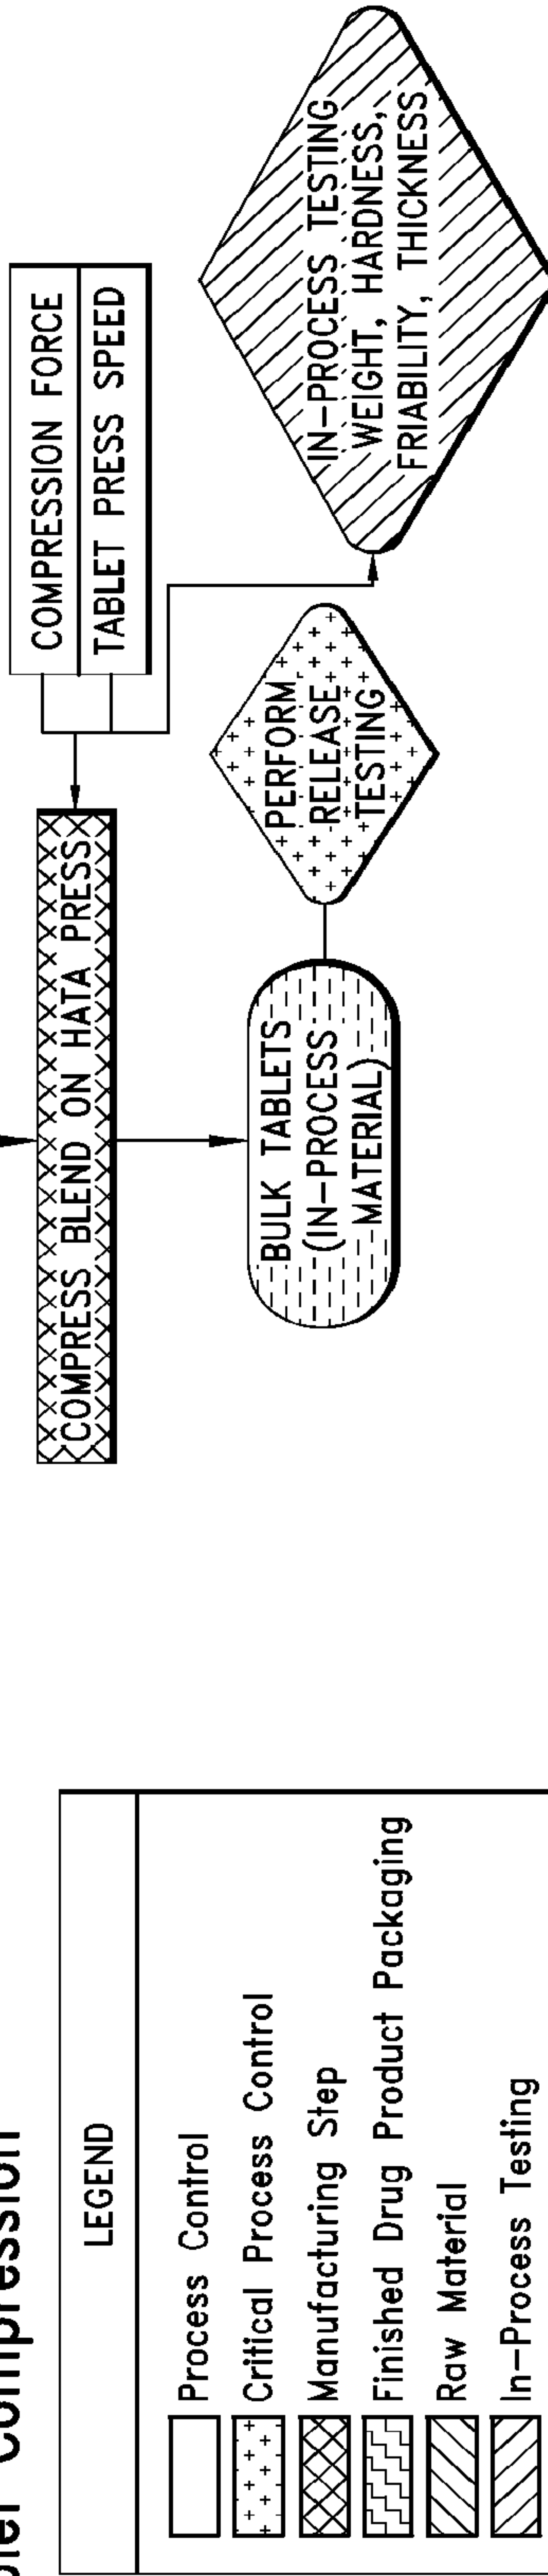 COMPRESSION FORCE
TABLET PRESS SPEED
COMPRESS BLEND ON HATA PRESS
BULK TABLETS
(IN-PROCESS
MATERIAL)
PERFORM
RELEASE
TESTING
IN-PROCESS TESTING
WEIGHT, HARDNESS,
FRIABILITY, THICKNESS
Compression
LEGEND
Process Control
Critical Process Control
Manufacturing Step
Finished Drug Product Packaging
Raw Material
In-Process Testing